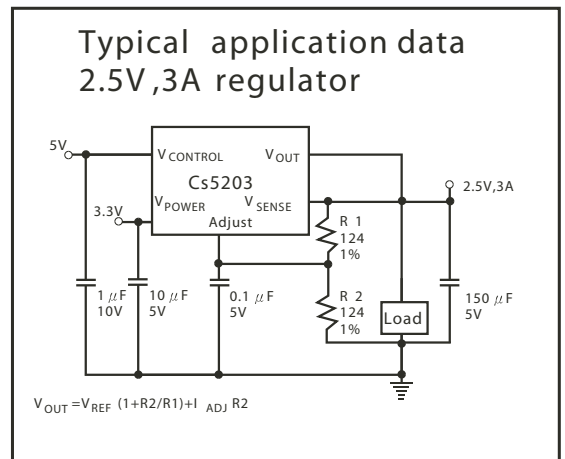 Typical application data
2.5V,3A regulator
5V
VCONTROL
VOUT
Cs5203
3.3V
VPOWER
VSENSE
Adjust
2.5V,3A
R 1
124
1%
1 μF
10V
10 μF
5V
0.1 μF
5V
R 2
124
1%
Load
150 μF
5V
VOUT =VREF (1+R2/R1)+I ADJ R2